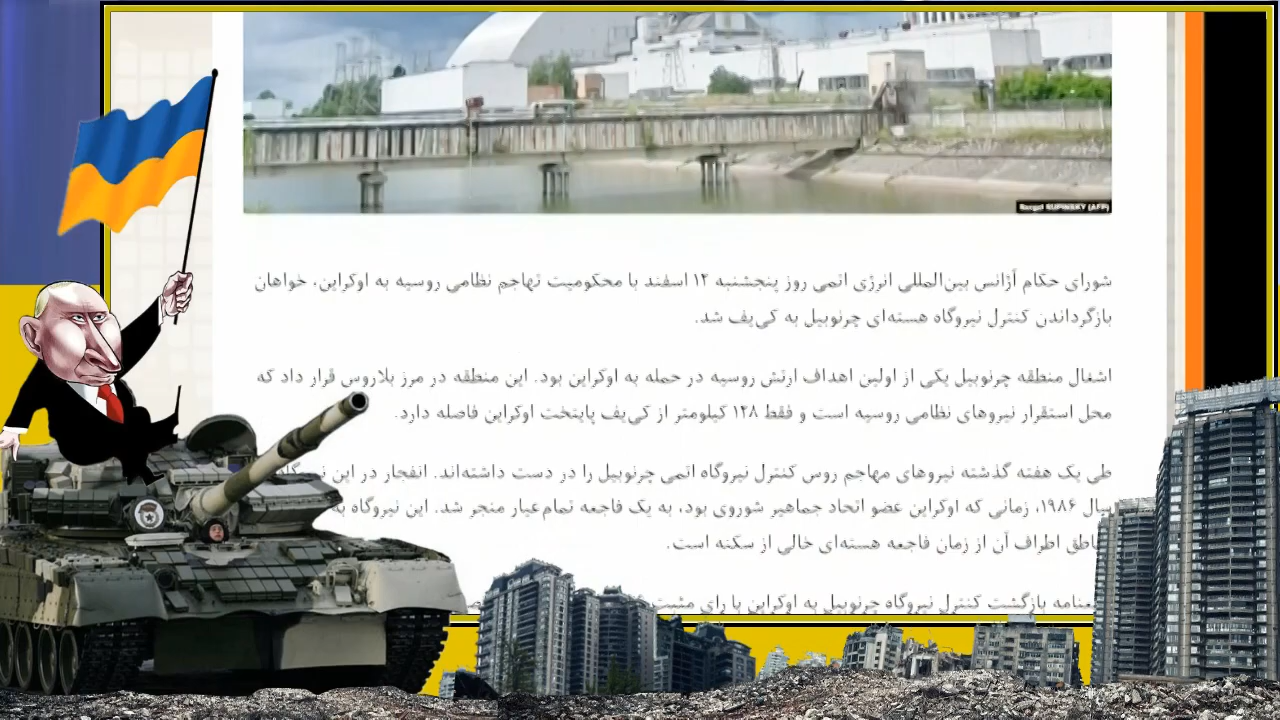 Sergei SUPINSKY (AFP)
شورای حکام آژانس بین‌المللی انرژی اتمی روز پنجشنبه ۱۲ اسفند با محکومیت تهاجم نظامی روسیه به اوکراین، خواهان
بازگرداندن کنترل نیروگاه هسته‌ای چرنوبیل به کی‌یف شد.
اشغال منطقه چرنوبیل یکی از اولین اهداف ارتش روسیه در حمله به اوکراین بود. این منطقه در مرز بلاروس قرار داد که
محل استقرار نیروهای نظامی روسیه است و فقط ۱۲۸ کیلومتر از کی‌یف پایتخت اوکراین فاصله دارد.
طی یک هفته گذشته نیروهای مهاجم روس کنترل نیروگاه اتمی چرنوبیل را در دست داشته‌اند. انفجار در این
سال ۱۹۸۶، زمانی که اوکراین عضو اتحاد جماهیر شوروی بود، به یک فاجعه تمام‌عیار منجر شد. این نیروگاه
اطراف آن از زمان فاجعه هسته‌ای خالی از سکنه است.
بازگشت کنترل نیروگاه چرنوبیل به اوکراین با رای مثبت